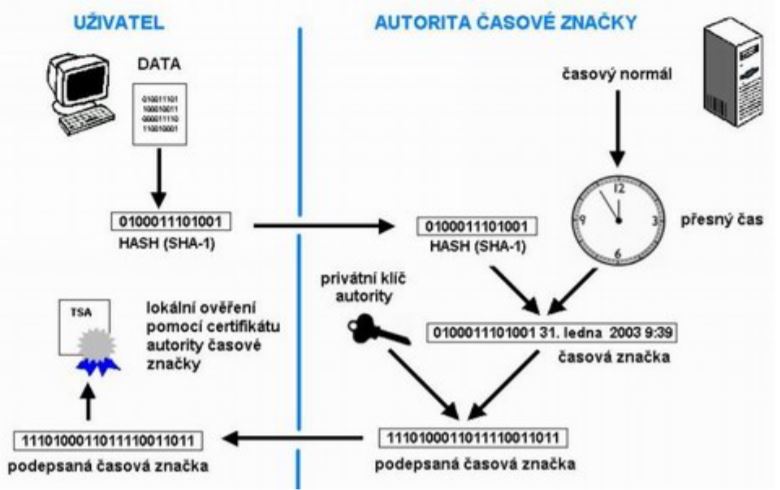 UŽIVATEL
AUTORITA ČASOVÉ ZNAČKY
DATA
010011101
100010011
000011110
110010001
časový normál
12
9
3
6
přesný čas
0100011101001
HASH (SHA-1)
0100011101001
HASH (SHA-1)
privátní klíč
autority
TSA
lokální ověření
pomocí certifikátu
autority časové
značky
0100011101001 31. ledna 2003 9:39
časová značka
1110100011011110011011
podepsaná časová značka
1110100011011110011011
podepsaná časová značka